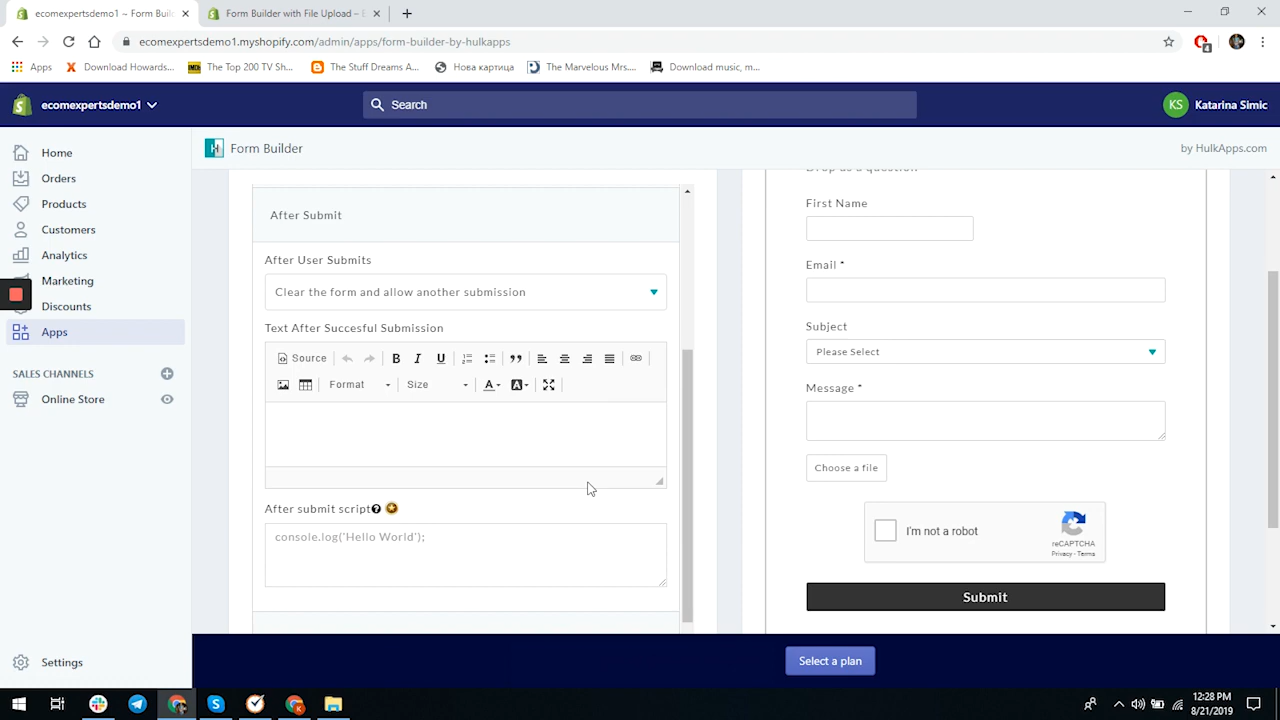 ecomexpertsdemo1 ~ Form Buil
Form Builder with File Upload – E
ecomexpertsdemo1.myshopify.com/admin/apps/form-builder-by-hulkapps
4
Apps
Download Howards...
The Top 200 TV Sh...
The Stuff Dreams A...
Нова картица
The Marvelous Mrs....
Download music, m...
ecomexpertsdemo1
Search
KS
Katarina Simic
Home
Orders
Products
Customers
Analytics
Marketing
Discounts
Apps
SALES CHANNELS
Online Store
Settings
H
Form Builder
by HulkApps.com
After Submit
After User Submits
Clear the form and allow another submission
Text After Succesful Submission
Source
B I U
Format
Size
A
A
After submit script
console.log('Hello World');
Drop us a question
First Name
Email *
Subject
Please Select
Message *
Choose a file
I'm not a robot
reCAPTCHA
Privacy - Terms
Submit
Select a plan
12:28 PM
8/21/2019